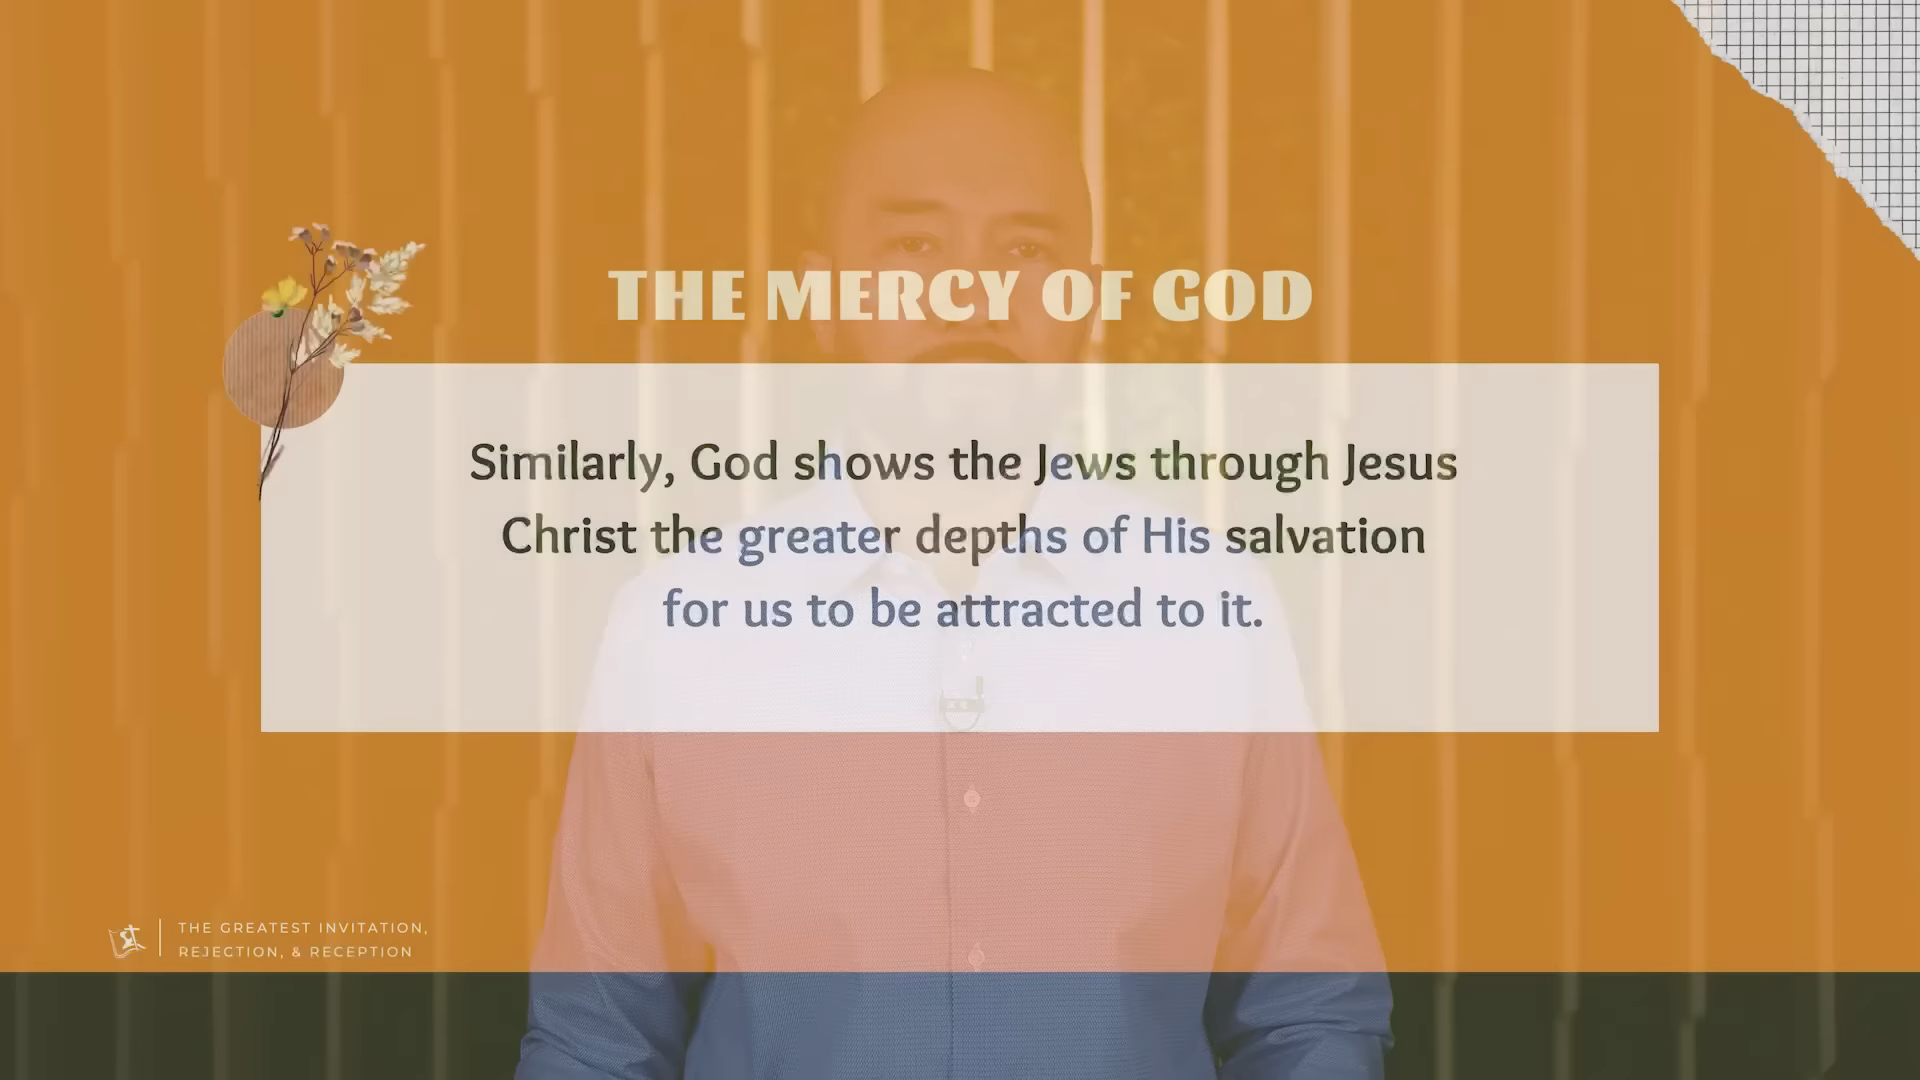 THE MERCY OF GOD
Similarly, God shows the Jews through Jesus
Christ the greater depths of His salvation
for us to be attracted to it.
THE GREATEST INVITATION,
REJECTION, & RECEPTION